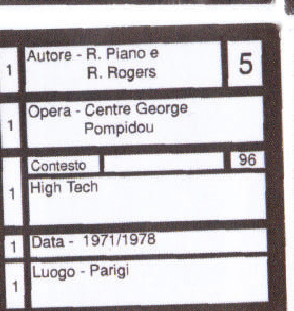 1 Autore - R. Piano e 5
R. Rogers
1 Opera - Centre George
Pompidou
Contesto 96
1 High Tech
1 Data - 1971/1978
1 Luogo - Parigi